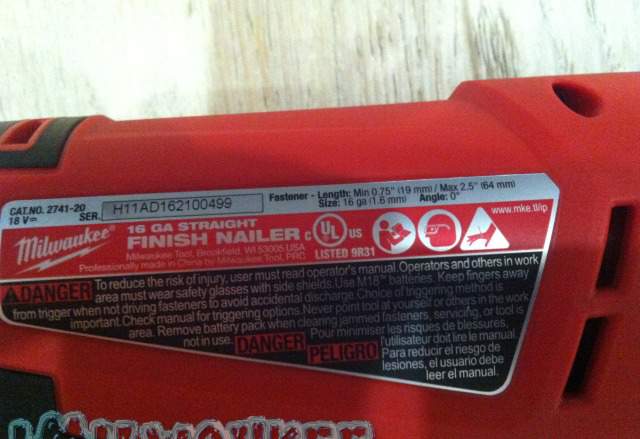 CAT.NO. 2741-20
18 V⎓ SER. H11AD162100499
Fastener - Length: Min 0.75" (19 mm) / Max 2.5" (64 mm)
Size: 16 ga (1.6 mm) Angle: 0°
Milwaukee
16 GA STRAIGHT
FINISH NAILER
Milwaukee Tool, Brookfield, WI 53005 USA
Professionally made in China by Milwaukee Tool, PRC
C UL US
LISTED 9R31
www.mke.tl/ip
DANGER To reduce the risk of injury, user must read operator's manual. Operators and others in work
area must wear safety glasses with side shields. Use M18™ batteries. Keep fingers away
from trigger when not driving fasteners to avoid accidental discharge. Choice of triggering method is
important. Check manual for triggering options. Never point tool at yourself or others in the work
area. Remove battery pack when clearing jammed fasteners, servicing, or tool is
not in use. DANGER Pour minimiser les risques de blessures,
l'utilisateur doit lire le manuel.
PELIGRO Para reducir el riesgo de
lesiones, el usuario debe
leer el manual.
MILWAUKEE